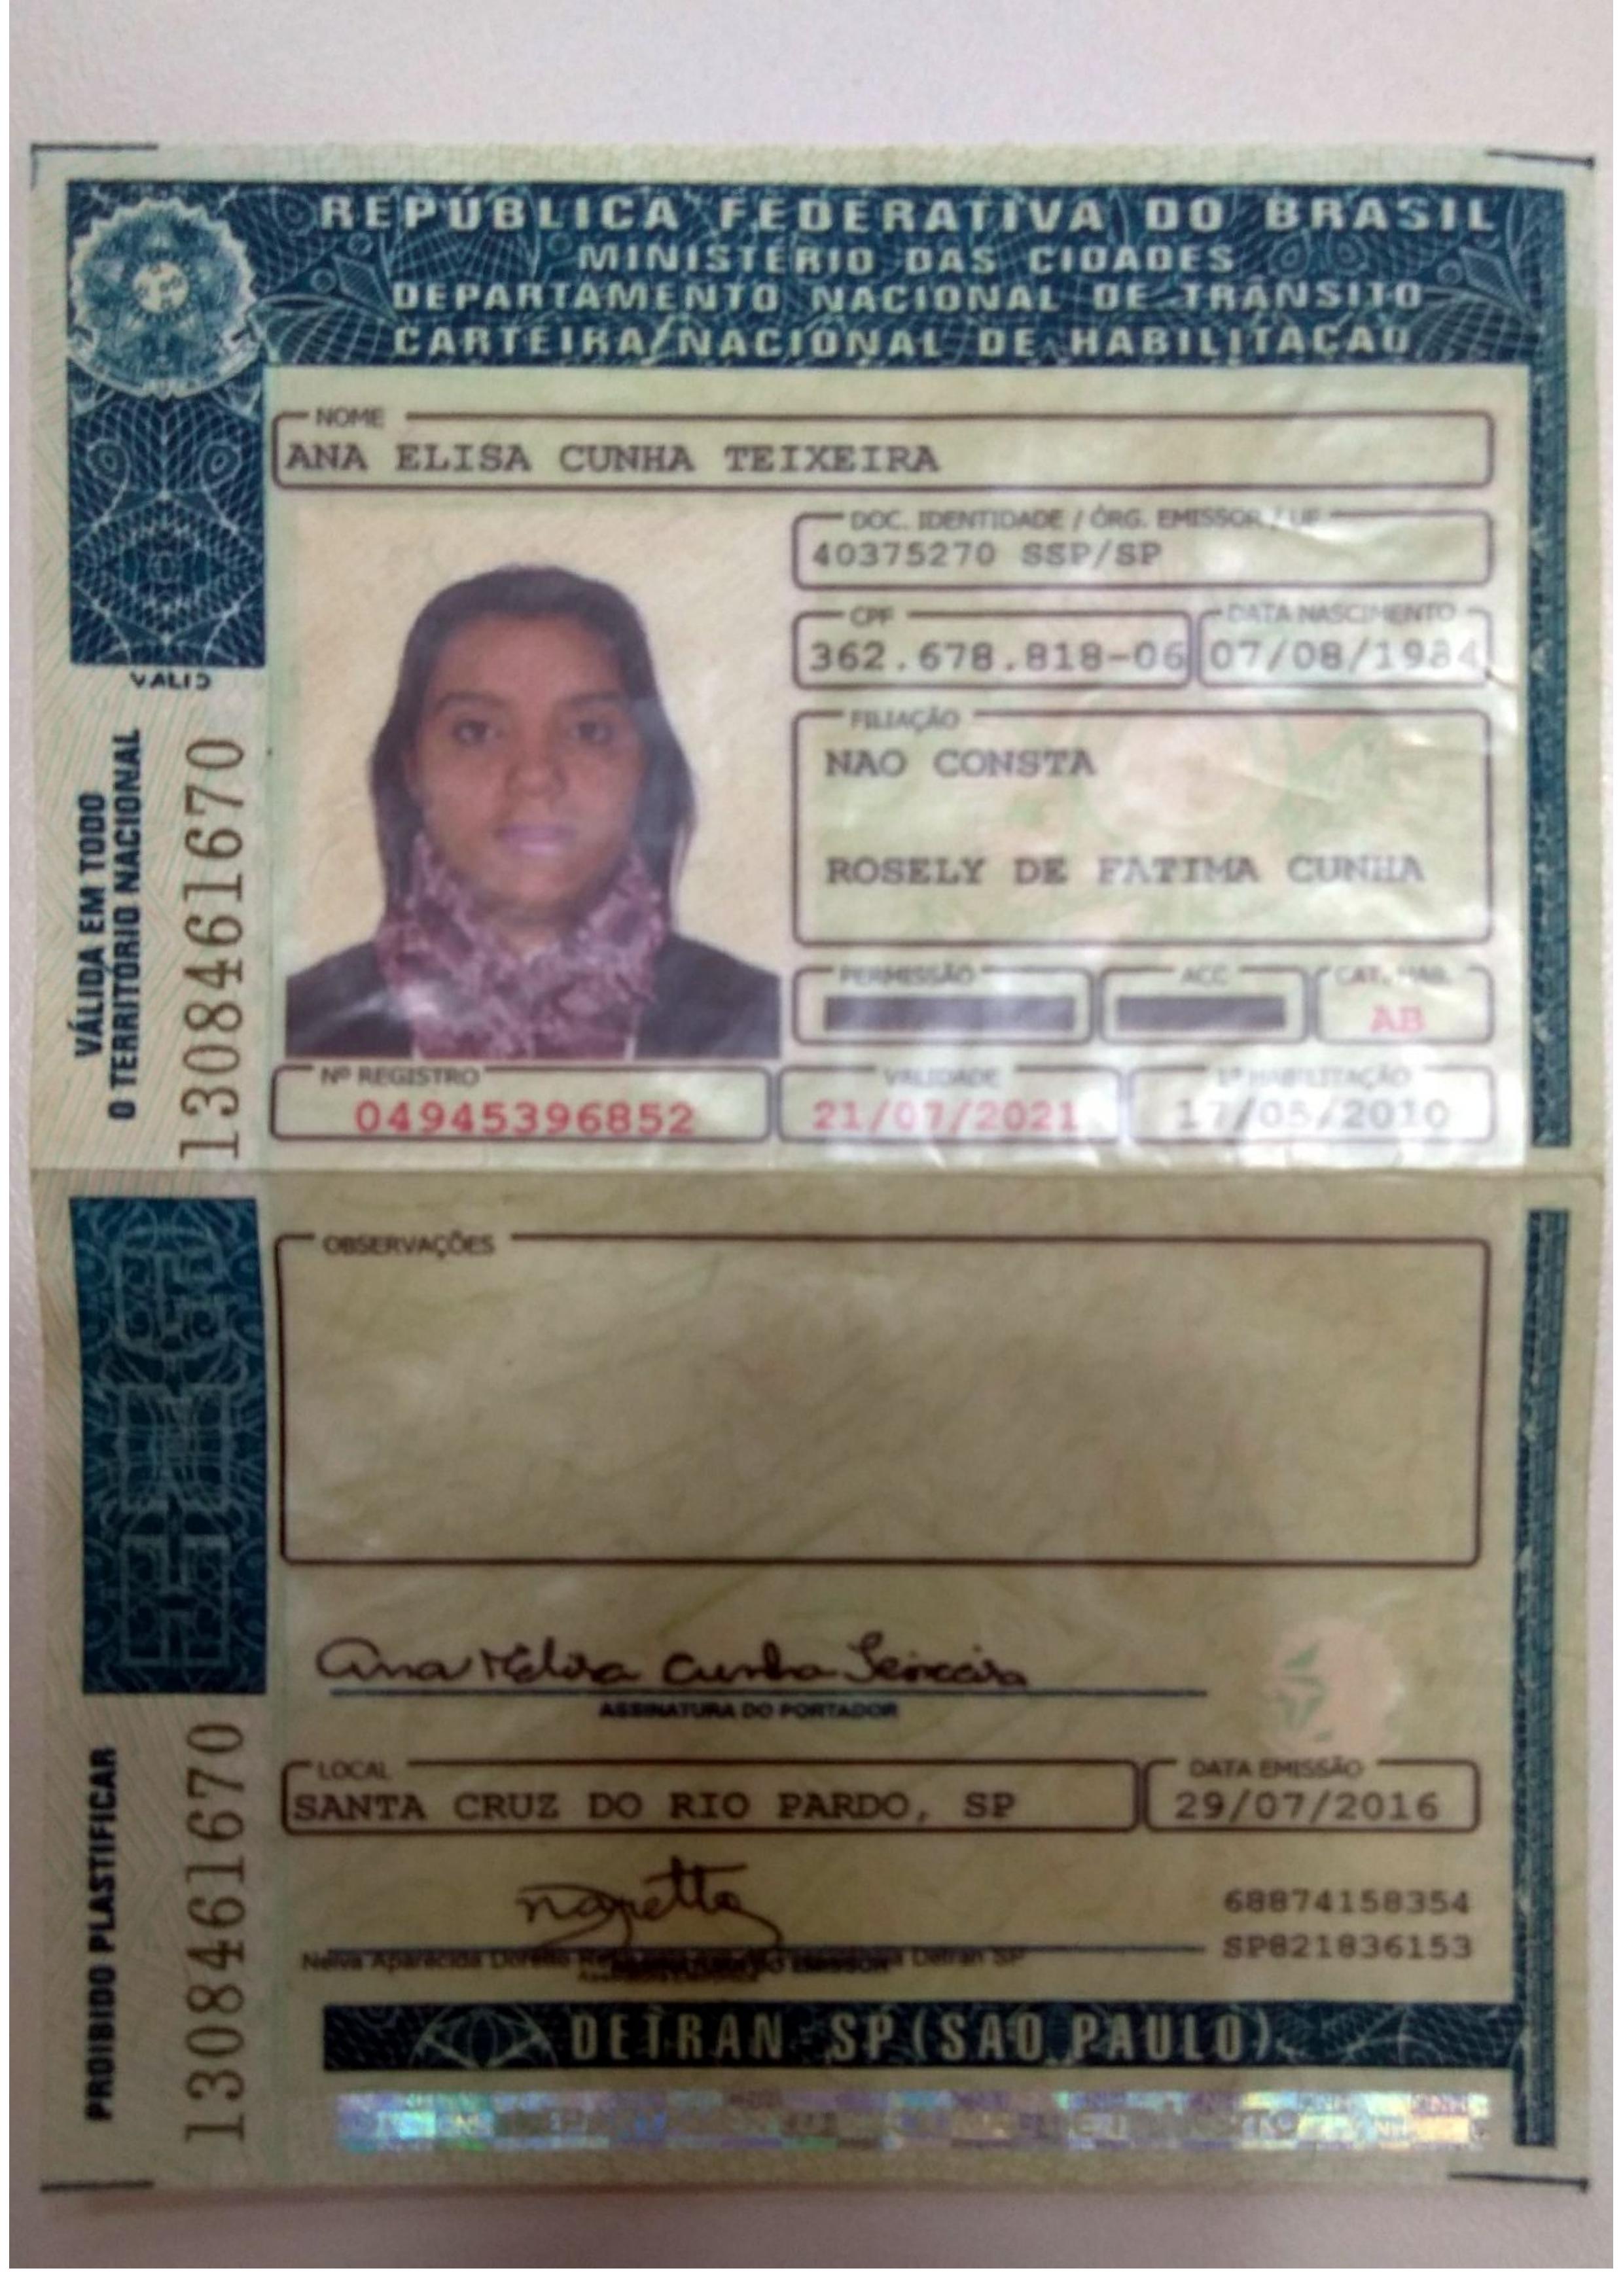 REPÚBLICA FEDERATIVA DO BRASIL
MINISTÉRIO DAS CIDADES
DEPARTAMENTO NACIONAL DE TRÂNSITO
CARTEIRA NACIONAL DE HABILITAÇÃO
NOME
ANA ELISA CUNHA TEIXEIRA
DOC. IDENTIDADE / ÓRG. EMISSOR / UF
40375270 SSP/SP
CPF
362.678.818-06
DATA NASCIMENTO
07/08/1984
FILIAÇÃO
NAO CONSTA
ROSELY DE FATIMA CUNHA
PERMISSÃO
ACC
CAT. HAB.
AB
Nº REGISTRO
04945396852
VALIDADE
21/07/2021
1ª HABILITAÇÃO
17/05/2010
VALID
VÁLIDA EM TODO
O TERRITÓRIO NACIONAL
1308461670
OBSERVAÇÕES
Ana Elisa Cunha Teixeira
ASSINATURA DO PORTADOR
LOCAL
SANTA CRUZ DO RIO PARDO, SP
DATA EMISSÃO
29/07/2016
68874158354
SP821836153
Neiva Aparecida Doretto
Detran SP
DETRAN-SP (SAO PAULO)
PROIBIDO PLASTIFICAR
1308461670